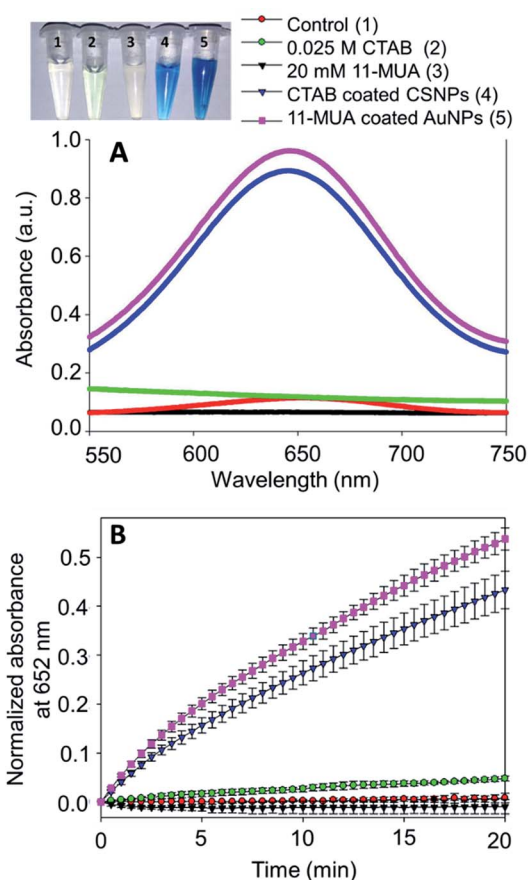 1 2 3 4 5
Control (1)
0.025 M CTAB (2)
20 mM 11-MUA (3)
CTAB coated CSNPs (4)
11-MUA coated AuNPs (5)
A
1.0
0.8
0.6
0.4
0.2
0.0
Absorbance (a.u.)
550 600 650 700 750
Wavelength (nm)
B
0.5
0.4
0.3
0.2
0.1
0.0
Normalized absorbance
at 652 nm
0 5 10 15 20
Time (min)